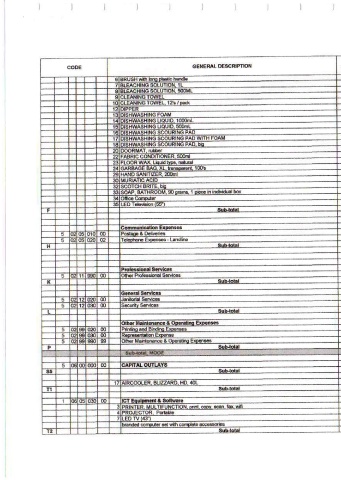 CODE GENERAL DESCRIPTION
6 BRUSH with long plastic handle
7 BLEACHING SOLUTION, 1L
8 BLEACHING SOLUTION, 500ML
9 CLEANING TOWEL
10 CLEANING TOWEL, 12's / pack
12 DIPPER
13 DISHWASHING FOAM
14 DISHWASHING LIQUID, 1000mL
15 DISHWASHING LIQUID, 500mL
16 DISHWASHING SCOURING PAD
17 DISHWASHING SCOURING PAD WITH FOAM
18 DISHWASHING SCOURING PAD, big
20 DOORMAT, rubber
22 FABRIC CONDITIONER, 500ml
23 FLOOR WAX, Liquid type, natural
24 GARBAGE BAG, XL, transparent, 100's
29 HAND SANITIZER, 200ml
30 MURIATIC ACID
32 SCOTCH BRITE, big
33 SOAP, BATHROOM, 90 grams, 1 piece in individual box
34 Office Computer
35 LED Television (32")
F Sub-total
Communication Expenses
5 02 05 010 00 Postage & Deliveries
5 02 05 020 02 Telephone Expenses - Landline
H Sub-total
Professional Services
5 02 11 990 00 Other Professional Services
K Sub-total
General Services
5 02 12 020 00 Janitorial Services
5 02 12 030 00 Security Services
L Sub-total
Other Maintenance & Operating Expenses
5 02 99 020 00 Printing and Binding Expenses
5 02 99 030 00 Representation Expense
5 02 99 990 99 Other Maintenance & Operating Expenses
P Sub-total
Sub-total, MOOE
5 06 00 000 00 CAPITAL OUTLAYS
SS Sub-total
17 AIRCOOLER, BLIZZARD, HD, 40L
T1 Sub-total
1 06 05 030 00 ICT Equipment & Software
3 PRINTER, MULTIFUNCTION, print, copy, scan, fax, wifi
4 PROJECTOR, Portable
7 LED TV (43")
branded computer set with complete accessories
T2 Sub-total